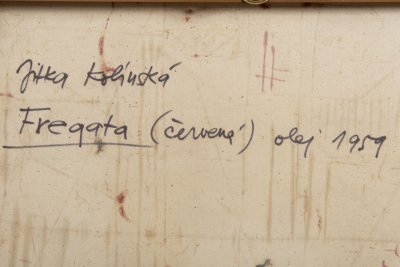 Jitka Kolínská
Fregata (červená) olej 1959